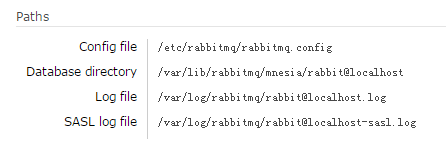 Paths
Config file /etc/rabbitmq/rabbitmq.config
Database directory /var/lib/rabbitmq/mnesia/rabbit@localhost
Log file /var/log/rabbitmq/rabbit@localhost.log
SASL log file /var/log/rabbitmq/rabbit@localhost-sasl.log